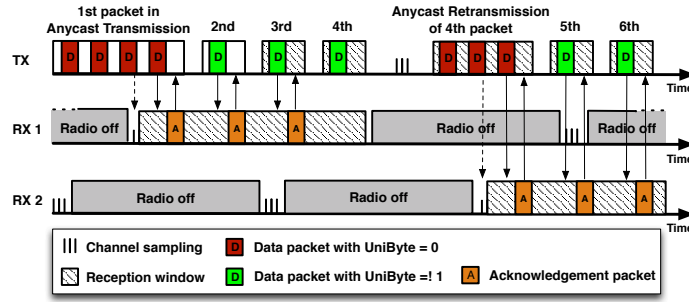 1st packet in
Anycast Transmission
2nd
3rd
4th
Anycast Retransmission
of 4th packet
5th
6th
TX
D D D D D D D D D D D D
Time
RX 1
Radio off
A A A
Radio off
Radio off
Time
RX 2
Radio off
Radio off
A A A
Time
Channel sampling
D Data packet with UniByte = 0
Reception window
D Data packet with UniByte =! 1
A Acknowledgement packet